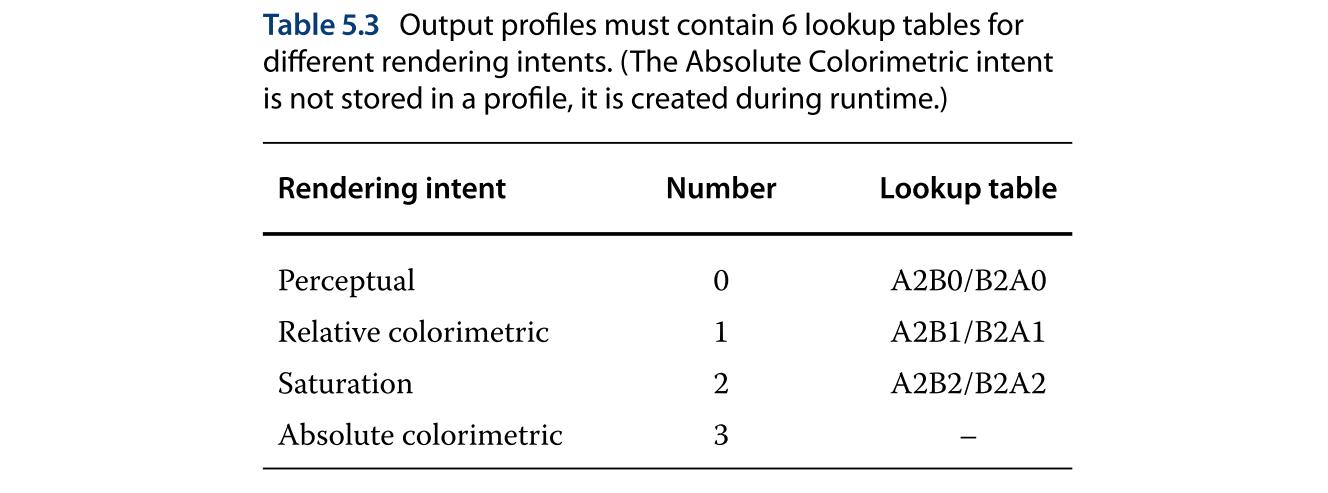 Table 5.3 Output profiles must contain 6 lookup tables for
different rendering intents. (The Absolute Colorimetric intent
is not stored in a profile, it is created during runtime.)
Rendering intent Number Lookup table
Perceptual 0 A2B0/B2A0
Relative colorimetric 1 A2B1/B2A1
Saturation 2 A2B2/B2A2
Absolute colorimetric 3 –